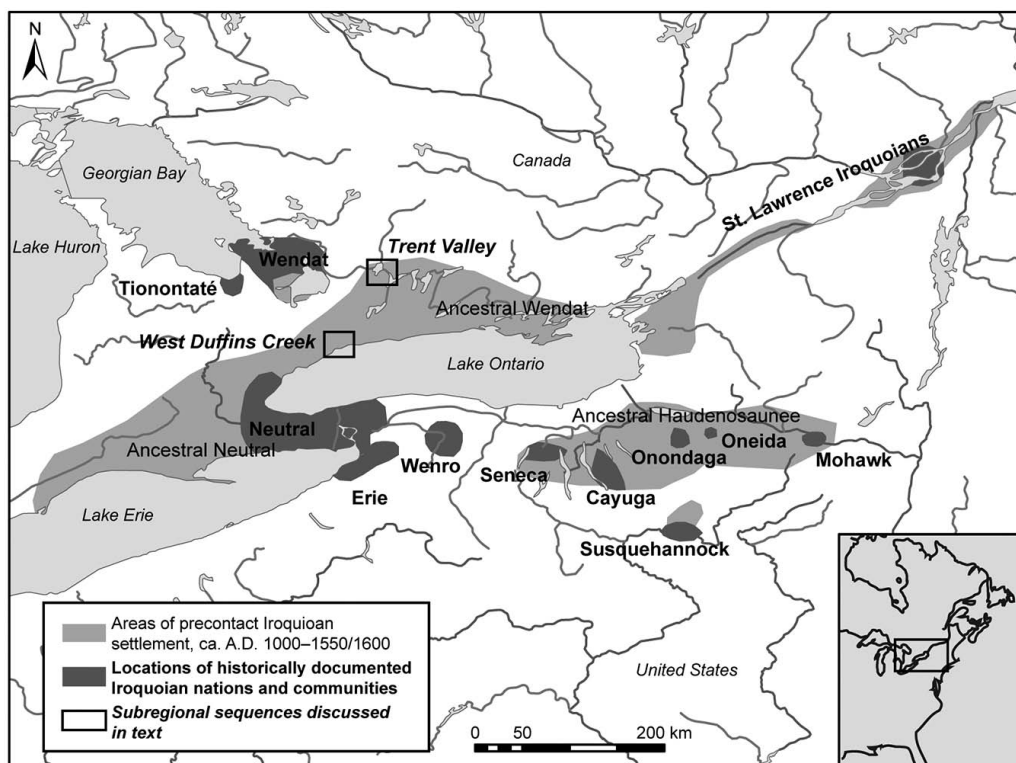 N
Canada
Georgian Bay
St. Lawrence Iroquoians
Lake Huron
Trent Valley
Wendat
Tionontaté
Ancestral Wendat
West Duffins Creek
Lake Ontario
Ancestral Haudenosaunee
Neutral
Oneida
Ancestral Neutral
Onondaga
Wenro
Mohawk
Seneca
Erie
Cayuga
Lake Erie
Susquehannock
Areas of precontact Iroquoian
settlement, ca. A.D. 1000–1550/1600
Locations of historically documented
Iroquoian nations and communities
Subregional sequences discussed
in text
United States
0 50 200 km